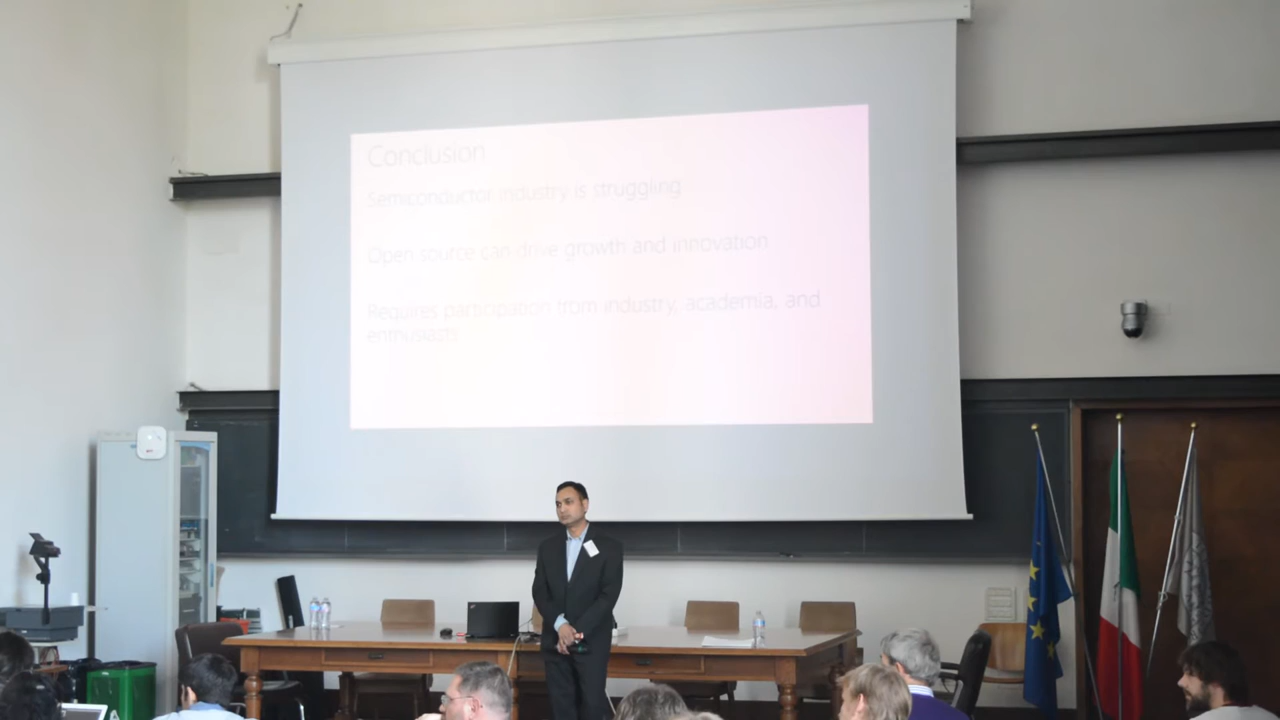 Conclusion
Semiconductor industry is struggling
Open source can drive growth and innovation
Requires participation from industry, academia, and
enthusiasts